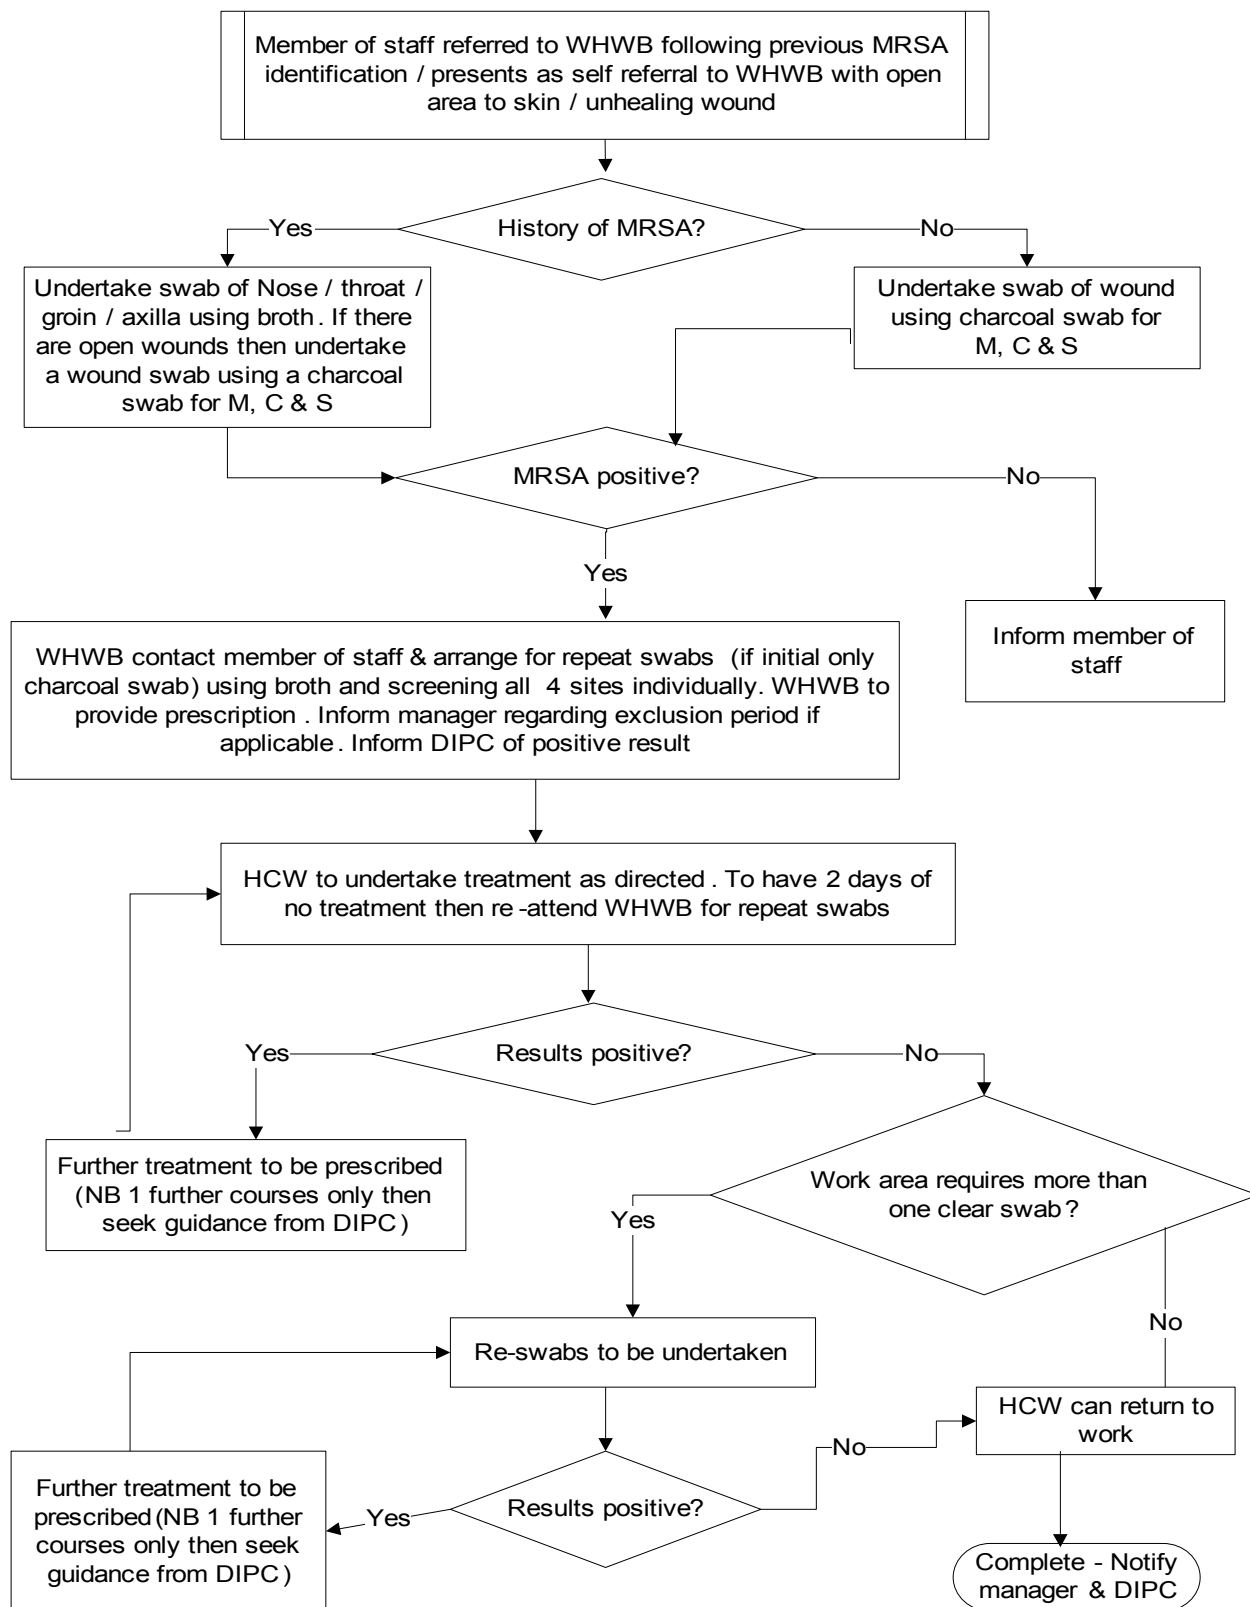 Member of staff referred to WHWB following previous MRSA
identification / presents as self referral to WHWB with open
area to skin / unhealing wound
History of MRSA?
Yes
No
Undertake swab of Nose / throat /
groin / axilla using broth. If there
are open wounds then undertake
a wound swab using a charcoal
swab for M, C & S
Undertake swab of wound
using charcoal swab for
M, C & S
MRSA positive?
No
Yes
Inform member of
staff
WHWB contact member of staff & arrange for repeat swabs (if initial only
charcoal swab) using broth and screening all 4 sites individually. WHWB to
provide prescription. Inform manager regarding exclusion period if
applicable. Inform DIPC of positive result
HCW to undertake treatment as directed. To have 2 days of
no treatment then re-attend WHWB for repeat swabs
Results positive?
Yes
No
Further treatment to be prescribed
(NB 1 further courses only then
seek guidance from DIPC)
Work area requires more than
one clear swab?
Yes
No
Re-swabs to be undertaken
HCW can return to
work
Results positive?
No
Yes
Further treatment to be
prescribed (NB 1 further
courses only then seek
guidance from DIPC)
Complete - Notify
manager & DIPC